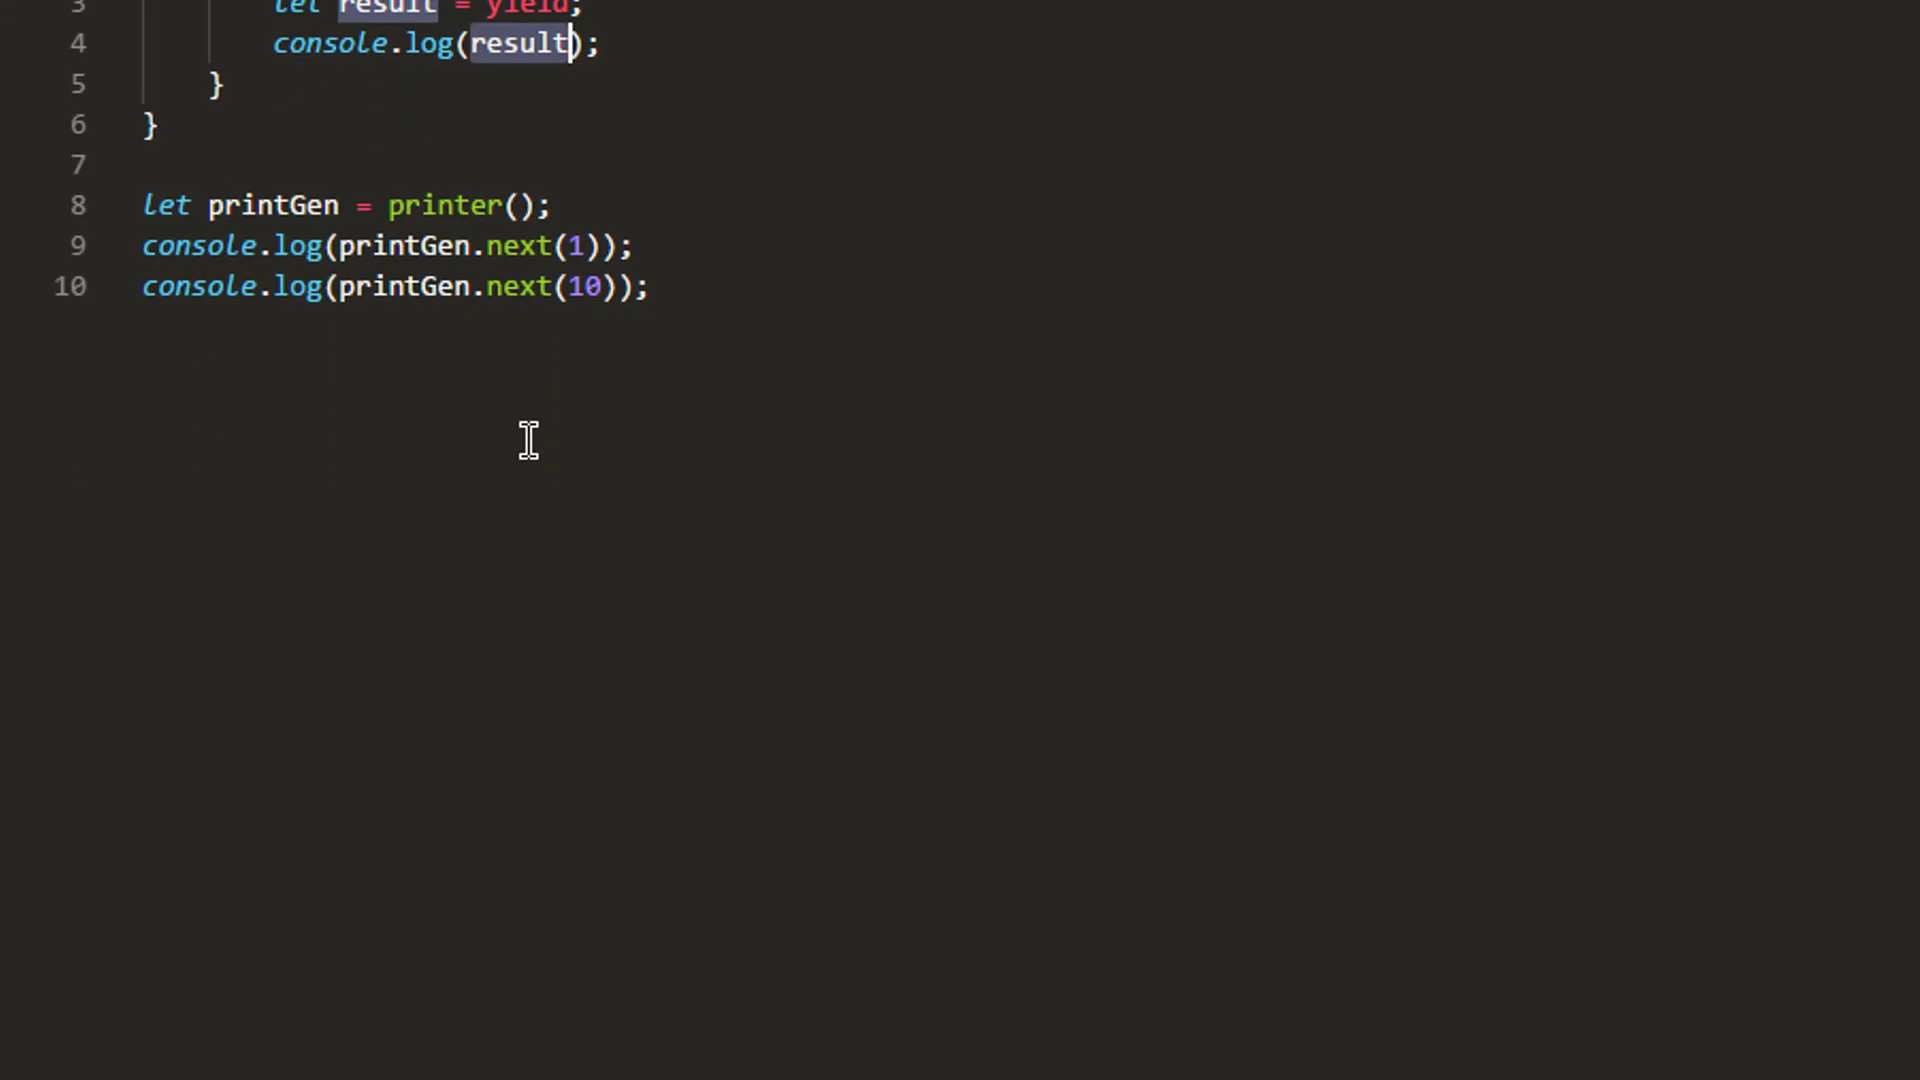 3 let result = yield;
4 console.log(result);
5 }
6 }
7
8 let printGen = printer();
9 console.log(printGen.next(1));
10 console.log(printGen.next(10));